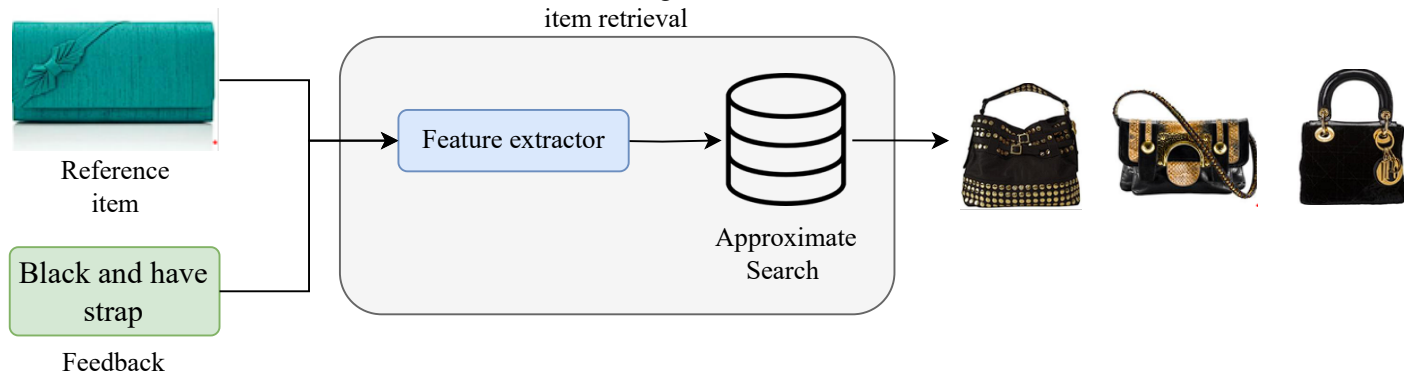 item retrieval
Feature extractor
Reference
item
Approximate
Search
Black and have
strap
Feedback